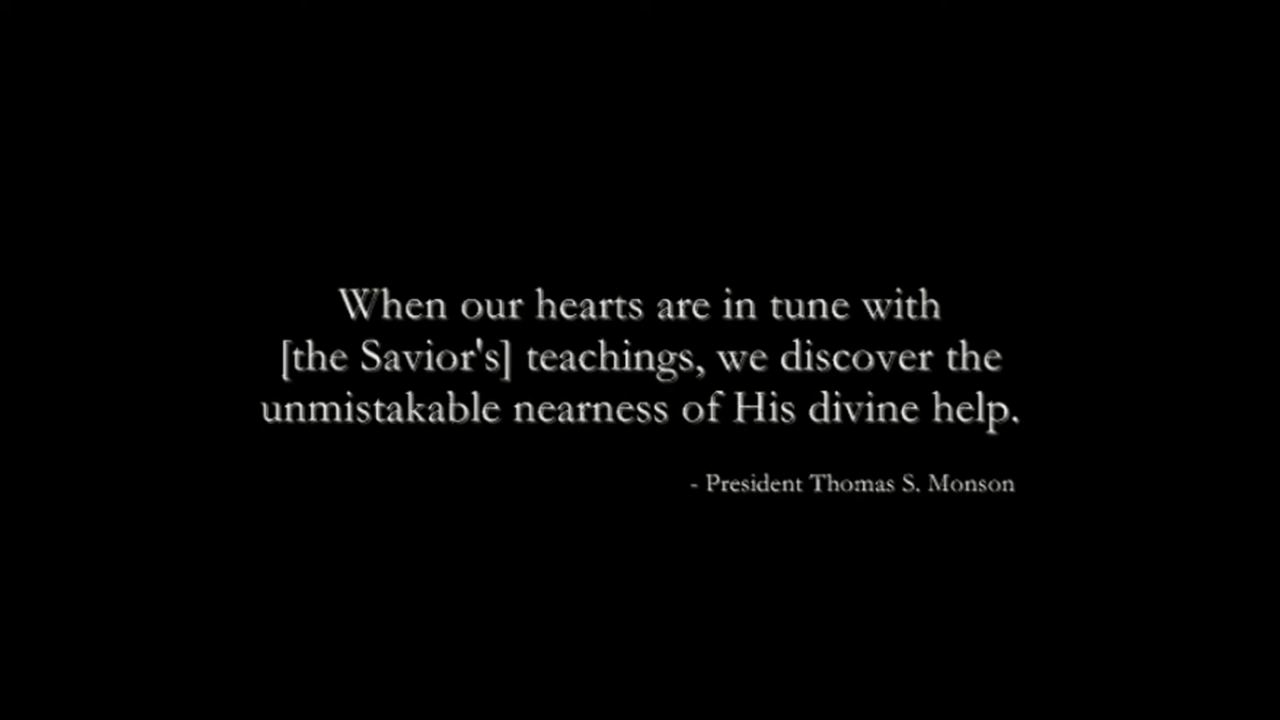 When our hearts are in tune with
[the Savior's] teachings, we discover the
unmistakable nearness of His divine help.
- President Thomas S. Monson